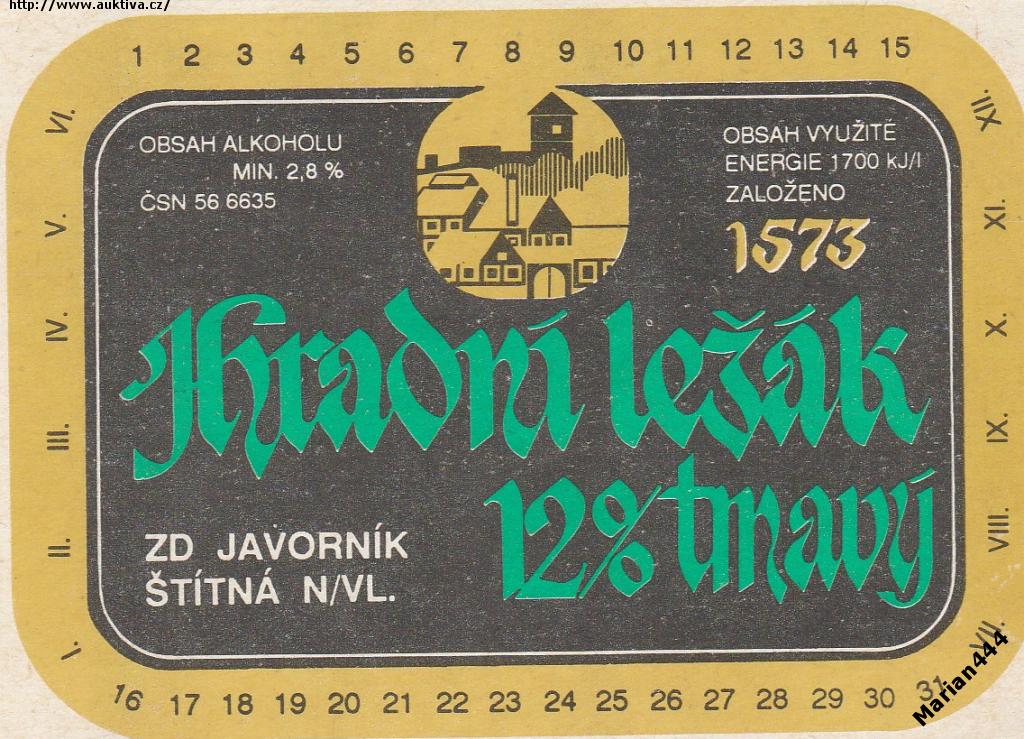 http://www.auktiva.cz/
1 2 3 4 5 6 7 8 9 10 11 12 13 14 15
VI.
V.
IV.
III.
II.
I.
OBSAH ALKOHOLU
MIN. 2,8 %
ČSN 56 6635
OBSAH VYUŽITÉ
ENERGIE 1700 kJ/l
ZALOŽENO
1573
Hradní ležák
12% tmavý
ZD JAVORNÍK
ŠTÍTNÁ N/VL.
XII.
XI.
X.
IX.
VIII.
VII.
16 17 18 19 20 21 22 23 24 25 26 27 28 29 30 31
Marian444